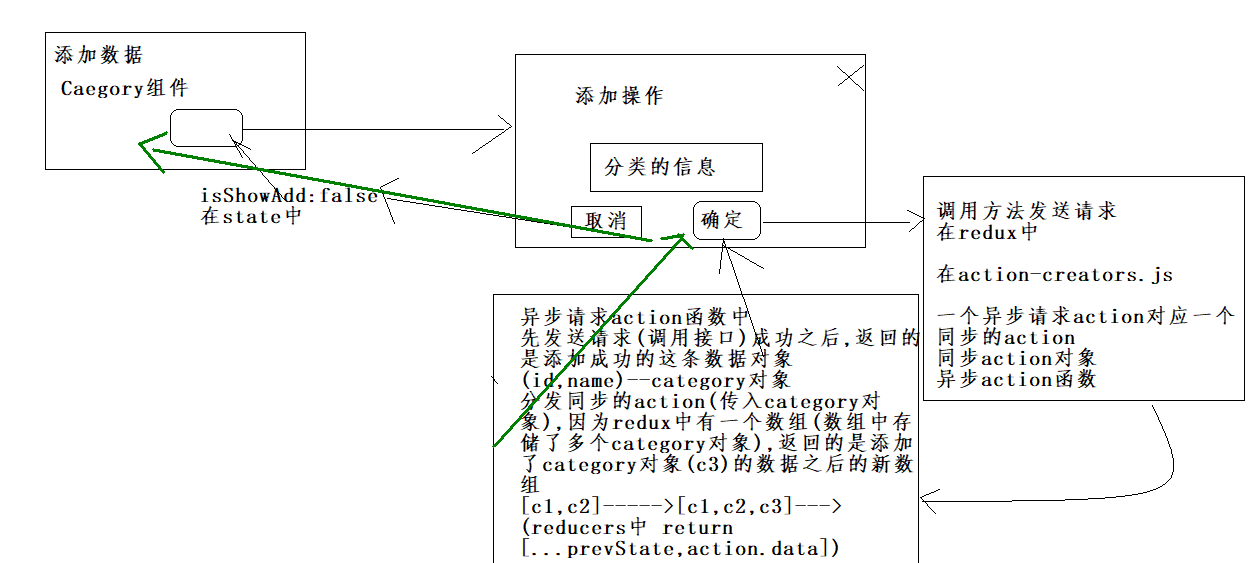 添加数据
Caegory组件
isShowAdd:false
在state中
添加操作
分类的信息
取消
确定
调用方法发送请求
在redux中
在action-creators.js
一个异步请求action对应一个
同步的action
同步action对象
异步action函数
异步请求action函数中
先发送请求(调用接口)成功之后,返回的
是添加成功的这条数据对象
(id,name)--category对象
分发同步的action(传入category对
象),因为redux中有一个数组(数组中存
储了多个category对象),返回的是添加
了category对象(c3)的数据之后的新数
组
[c1,c2]----->[c1,c2,c3]--->
(reducers中 return
[...prevState,action.data])